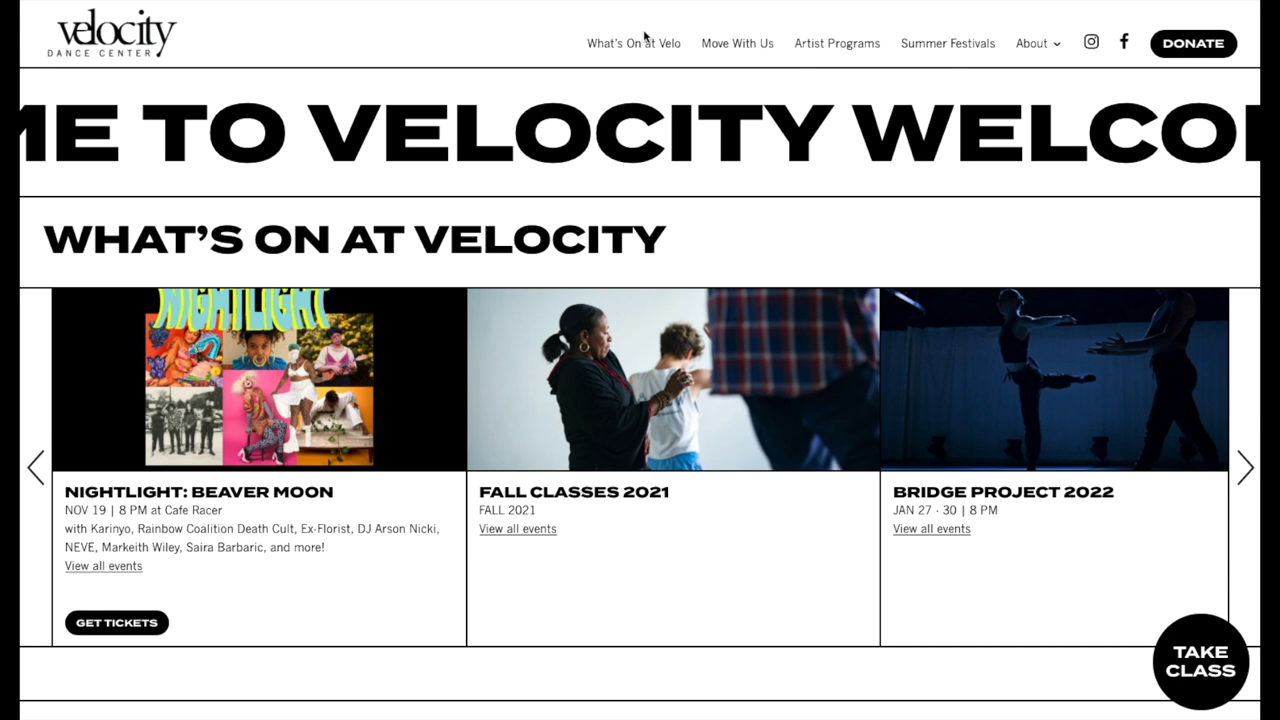 velocity
DANCE CENTER
What's On at Velo
Move With Us
Artist Programs
Summer Festivals
About
DONATE
ME TO VELOCITY WELCO
WHAT'S ON AT VELOCITY
NIGHTLIGHT
NIGHTLIGHT: BEAVER MOON
NOV 19 | 8 PM at Cafe Racer
with Karinyo, Rainbow Coalition Death Cult, Ex-Florist, DJ Arson Nicki,
NEVE, Markeith Wiley, Saira Barbaric, and more!
View all events
GET TICKETS
FALL CLASSES 2021
FALL 2021
View all events
BRIDGE PROJECT 2022
JAN 27 - 30 | 8 PM
View all events
TAKE
CLASS